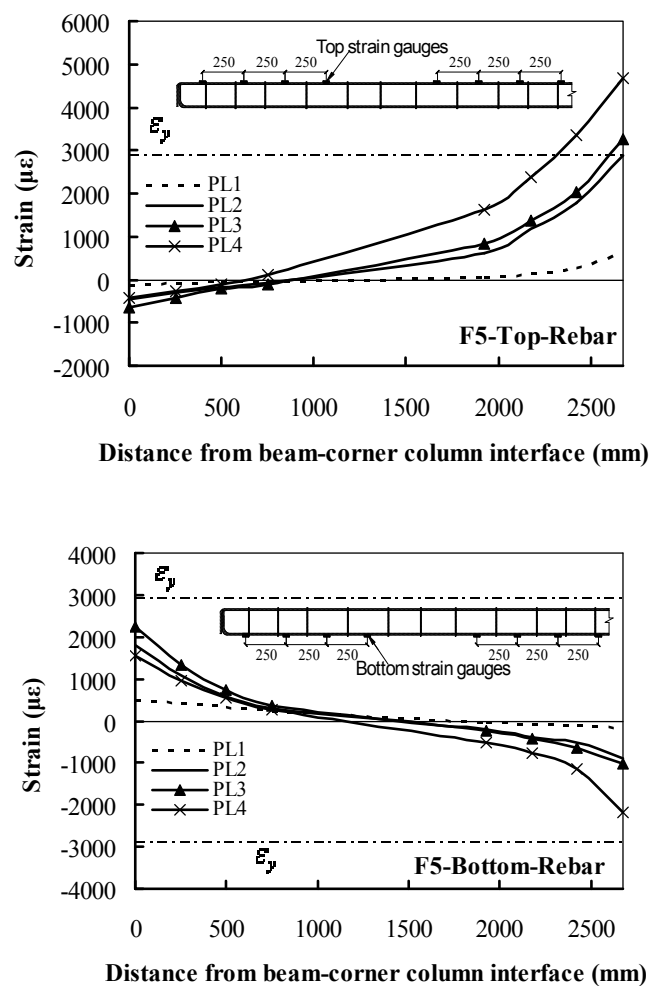 6000
5000
4000
3000
2000
1000
0
-1000
-2000
Strain (με)
Top strain gauges
250 250 250
250 250 250
εy
PL1
PL2
PL3
PL4
F5-Top-Rebar
0 500 1000 1500 2000 2500
Distance from beam-corner column interface (mm)
4000
3000
2000
1000
0
-1000
-2000
-3000
-4000
Strain (με)
εy
250 250 250
250 250 250
Bottom strain gauges
PL1
PL2
PL3
PL4
εy
F5-Bottom-Rebar
0 500 1000 1500 2000 2500
Distance from beam-corner column interface (mm)